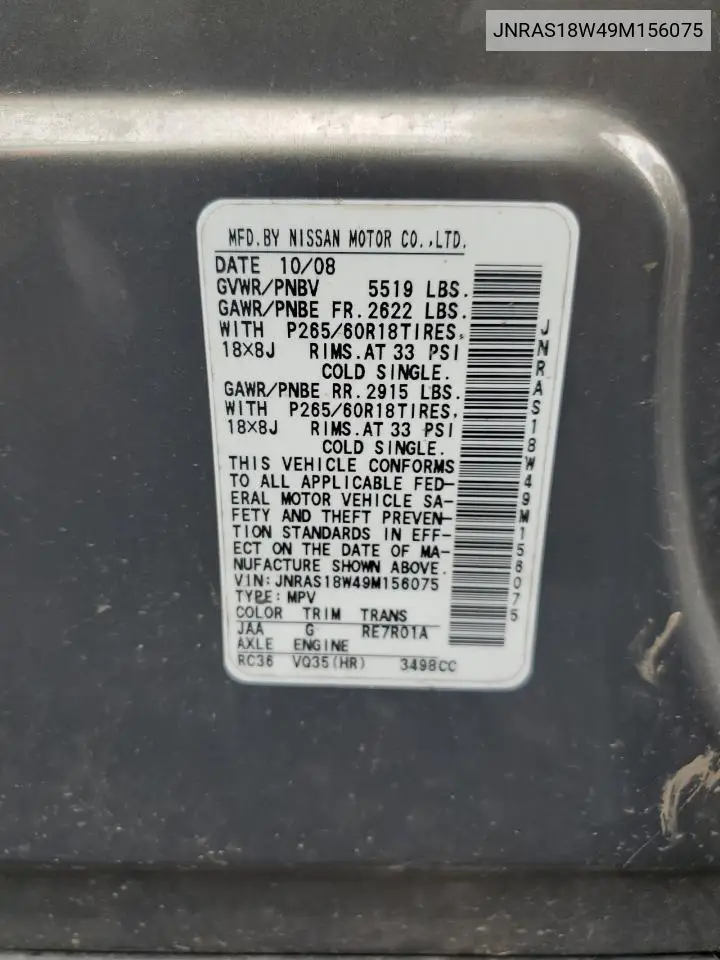 JNRAS18W49M156075
MFD.BY NISSAN MOTOR CO.,LTD.
DATE 10/08
GVWR/PNBV 5519 LBS.
GAWR/PNBE FR.2622 LBS.
WITH P265/60R18TIRES,
18X8J RIMS.AT 33 PSI
COLD SINGLE.
GAWR/PNBE RR.2915 LBS.
WITH P265/60R18TIRES,
18X8J RIMS.AT 33 PSI
COLD SINGLE.
THIS VEHICLE CONFORMS
TO ALL APPLICABLE FED-
ERAL MOTOR VEHICLE SA-
FETY AND THEFT PREVEN-
TION STANDARDS IN EFF-
ECT ON THE DATE OF MA-
NUFACTURE SHOWN ABOVE.
VIN:JNRAS18W49M156075
TYPE:MPV
COLOR TRIM TRANS
JAA G RE7R01A
AXLE ENGINE
RC36 VQ35(HR) 3498CC
JNRAS18W49M156075